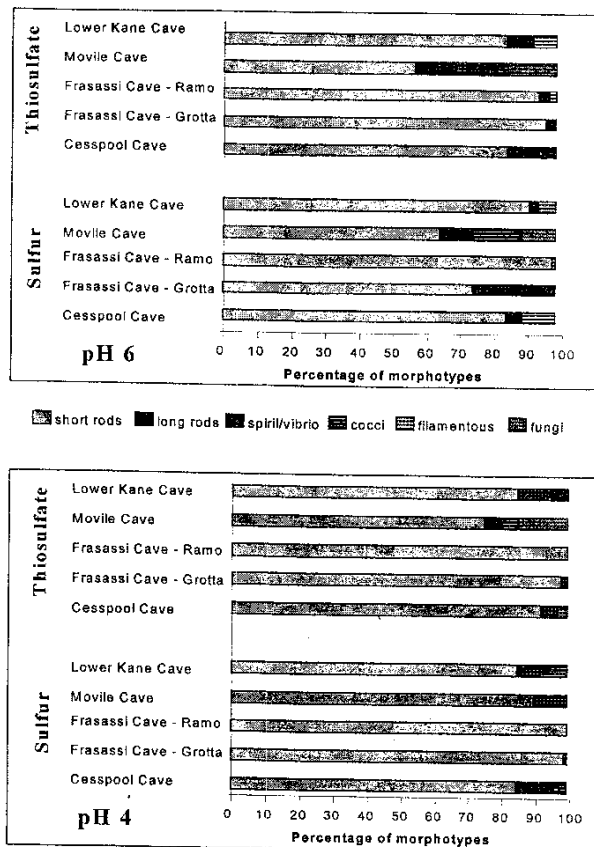 Thiosulfate
Lower Kane Cave
Movile Cave
Frasassi Cave - Ramo
Frasassi Cave - Grotta
Cesspool Cave
Sulfur
Lower Kane Cave
Movile Cave
Frasassi Cave - Ramo
Frasassi Cave - Grotta
Cesspool Cave
pH 6
0 10 20 30 40 50 60 70 80 90 100
Percentage of morphotypes
short rods long rods spiril/vibrio cocci filamentous fungi
Thiosulfate
Lower Kane Cave
Movile Cave
Frasassi Cave - Ramo
Frasassi Cave - Grotta
Cesspool Cave
Sulfur
Lower Kane Cave
Movile Cave
Frasassi Cave - Ramo
Frasassi Cave - Grotta
Cesspool Cave
pH 4
0 10 20 30 40 50 60 70 80 90 100
Percentage of morphotypes